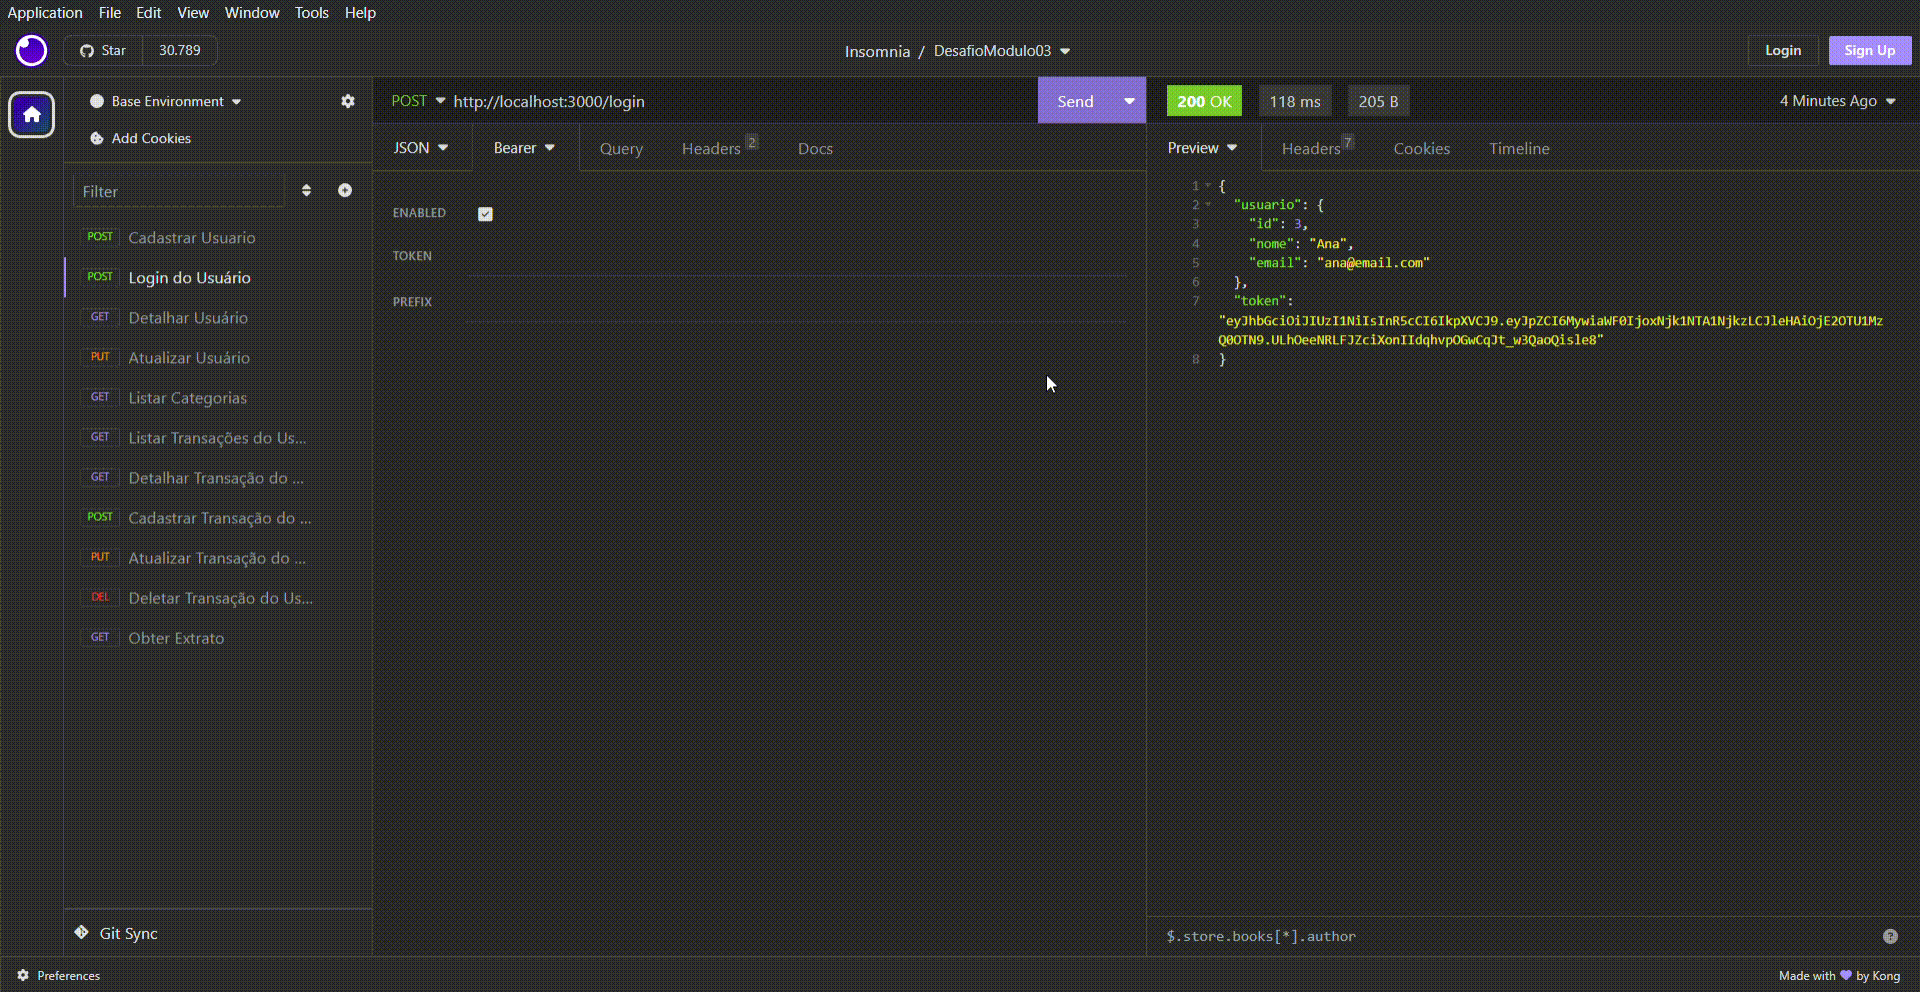 Application File Edit View Window Tools Help
Star 30.789
Insomnia / DesafioModulo03
Login Sign Up
Base Environment
Add Cookies
Filter
POST Cadastrar Usuario
POST Login do Usuário
GET Detalhar Usuário
PUT Atualizar Usuário
GET Listar Categorias
GET Listar Transações do Us...
GET Detalhar Transação do ...
POST Cadastrar Transação do ...
PUT Atualizar Transação do ...
DEL Deletar Transação do Us...
GET Obter Extrato
Git Sync
Preferences
POST http://localhost:3000/login
Send
JSON Bearer Query Headers 2 Docs
ENABLED
TOKEN
PREFIX
200 OK 118 ms 205 B
4 Minutes Ago
Preview Headers 7 Cookies Timeline
1 {
2 "usuario": {
3 "id": 3,
4 "nome": "Ana",
5 "email": "ana@email.com"
6 },
7 "token":
"eyJhbGciOiJIUzI1NiIsInR5cCI6IkpXVCJ9.eyJpZCI6MywiaWF0IjoxNjk1NTA1NjkzLCJleHAiOjE2OTU1Mz
Q0OTN9.ULhOeeNRLFJZciXonIIdqhvpOGwCqJt_w3QaoQisle8"
8 }
$.store.books[*].author
?
Made with 💜 by Kong